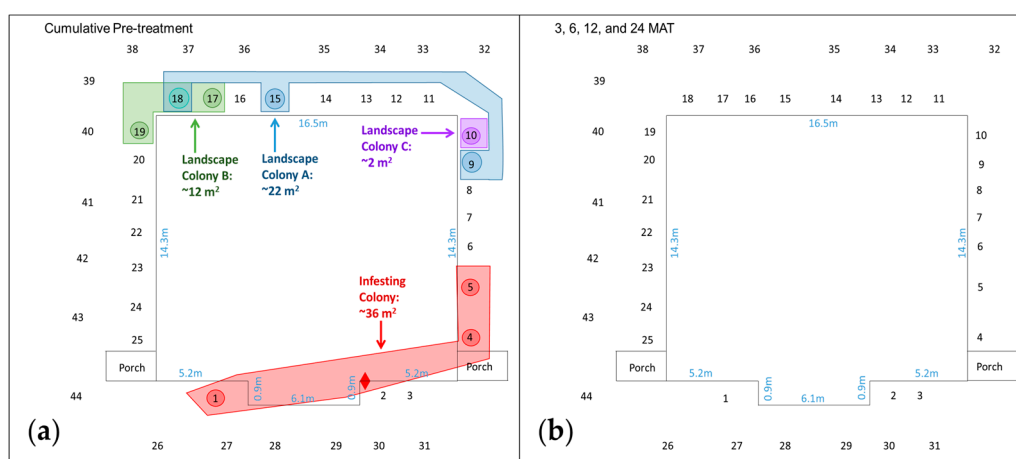 Cumulative Pre-treatment
38 37 36 35 34 33 32
39
18 17 16 15 14 13 12 11
16.5m
40 19 10
Landscape
Colony B:
~12 m²
Landscape
Colony A:
~22 m²
Landscape
Colony C:
~2 m²
20 9
41 21 8
22 7
14.3m 14.3m
42 6
23
Infesting
Colony:
~36 m²
5
43 24
25 4
Porch Porch
5.2m 5.2m
0.9m 0.9m
44 1 6.1m 2 3
(a)
26 27 28 29 30 31
3, 6, 12, and 24 MAT
38 37 36 35 34 33 32
39
18 17 16 15 14 13 12 11
16.5m
40 19 10
20 9
41 21 8
22 7
14.3m 14.3m
42 6
23
5
43 24
25 4
Porch Porch
5.2m 5.2m
0.9m 0.9m
44 1 6.1m 2 3
(b)
26 27 28 29 30 31